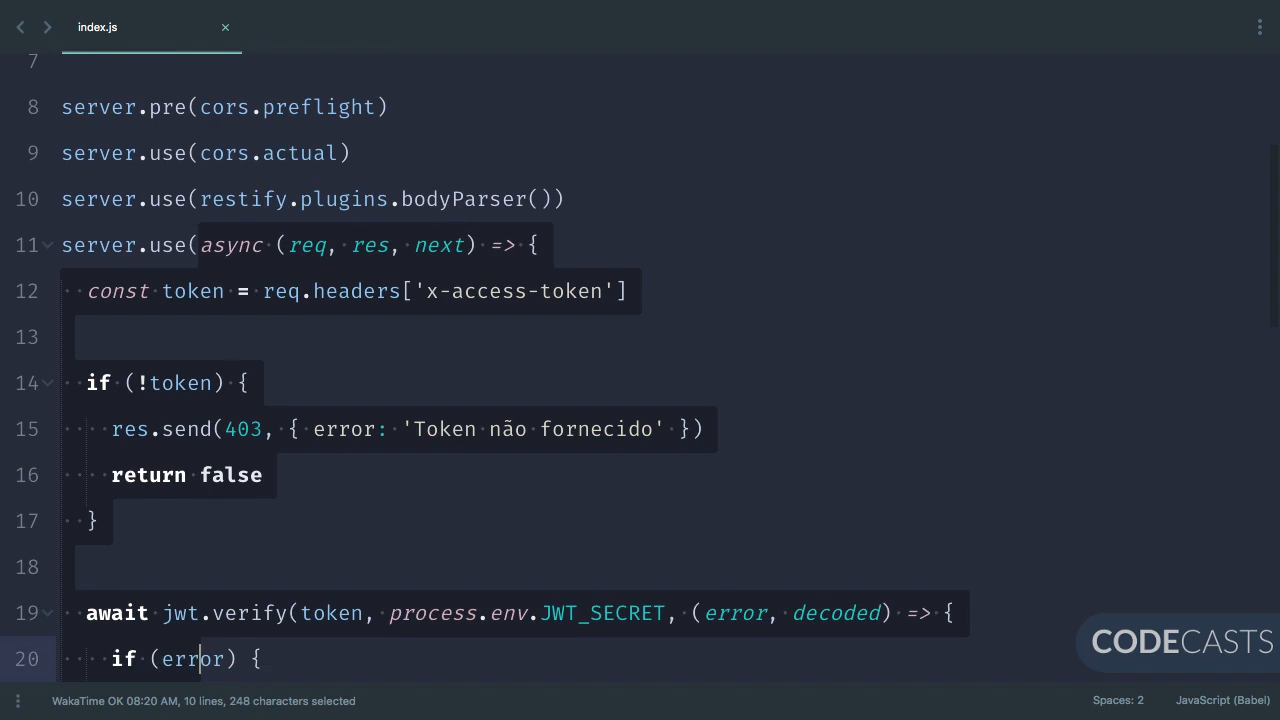 index.js ×
7
8 server.pre(cors.preflight)
9 server.use(cors.actual)
10 server.use(restify.plugins.bodyParser())
11 server.use(async (req, res, next) => {
12 const token = req.headers['x-access-token']
13
14 if (!token) {
15 res.send(403, { error: 'Token não fornecido' })
16 return false
17 }
18
19 await jwt.verify(token, process.env.JWT_SECRET, (error, decoded) => {
20 if (error) {
CODECASTS
WakaTime OK 08:20 AM, 10 lines, 248 characters selected Spaces: 2 JavaScript (Babel)